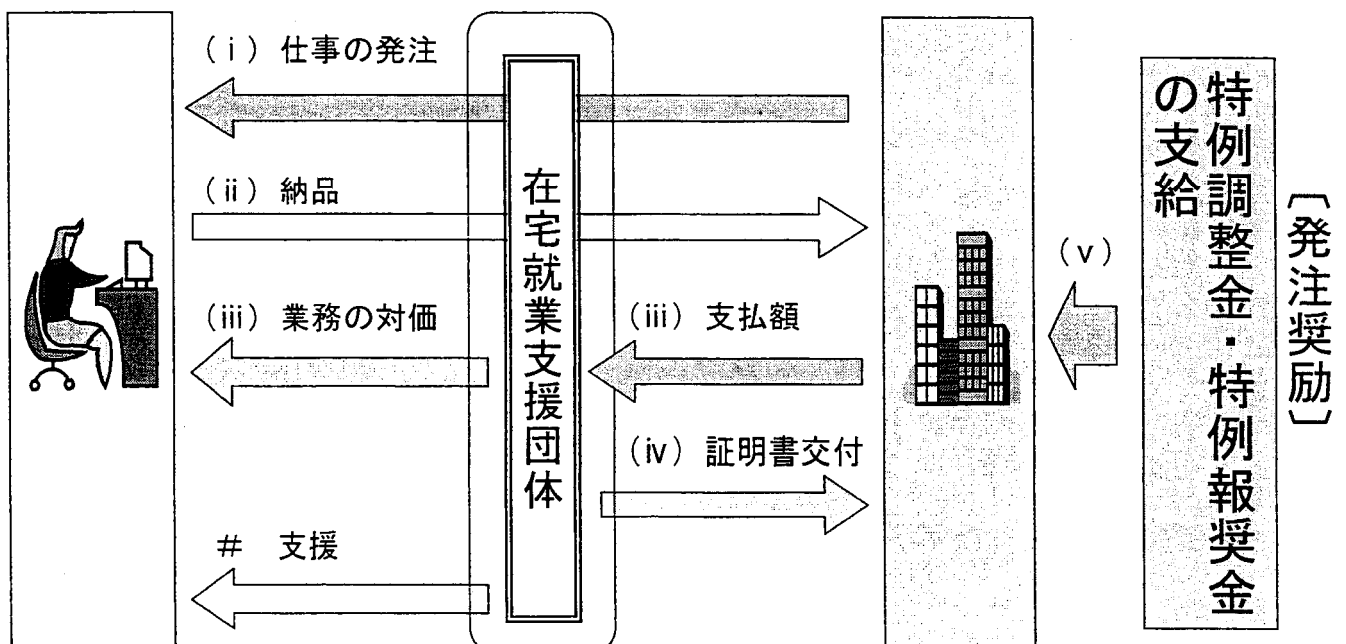 (ⅰ) 仕事の発注
(ⅱ) 納品
(ⅲ) 業務の対価
# 支援
在宅就業支援団体
(ⅲ) 支払額
(ⅳ) 証明書交付
(ⅴ)
特例調整金・特例報奨金
の支給
〔発注奨励〕